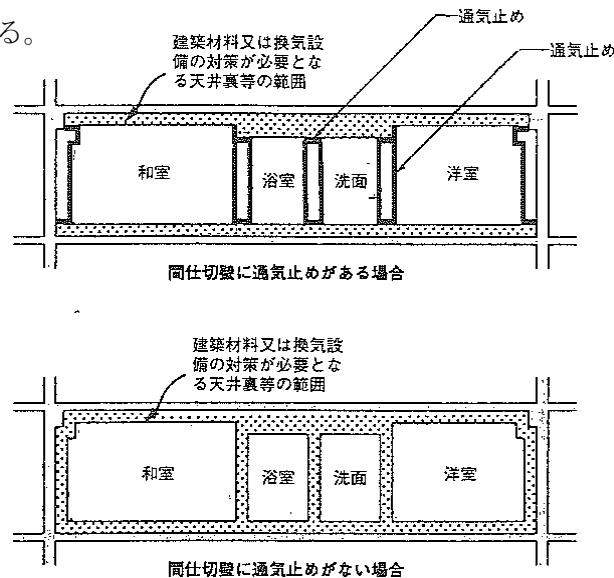 る。
通気止め
通気止め
建築材料又は換気設
備の対策が必要とな
る天井裏等の範囲
和室
浴室
洗面
洋室
間仕切壁に通気止めがある場合
建築材料又は換気設
備の対策が必要とな
る天井裏等の範囲
和室
浴室
洗面
洋室
間仕切壁に通気止めがない場合